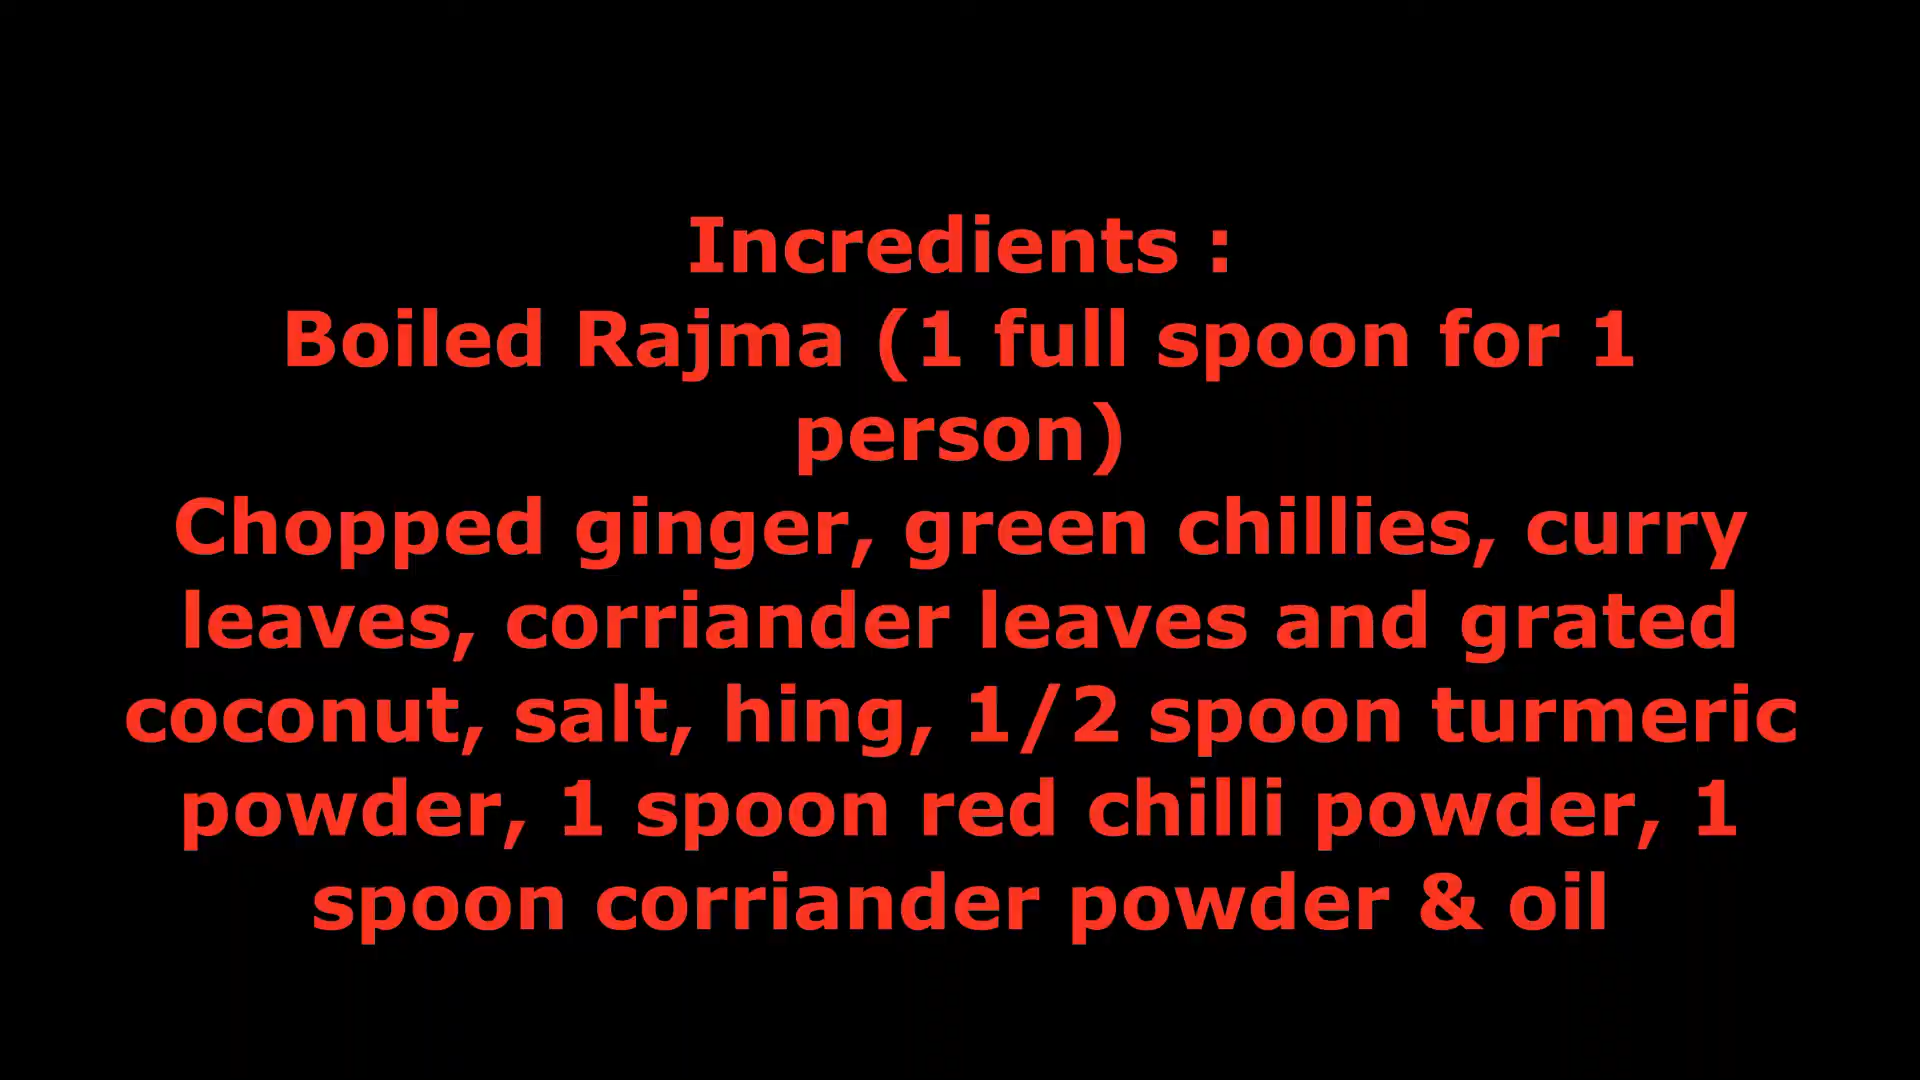 Incredients :
Boiled Rajma (1 full spoon for 1
person)
Chopped ginger, green chillies, curry
leaves, corriander leaves and grated
coconut, salt, hing, 1/2 spoon turmeric
powder, 1 spoon red chilli powder, 1
spoon corriander powder & oil